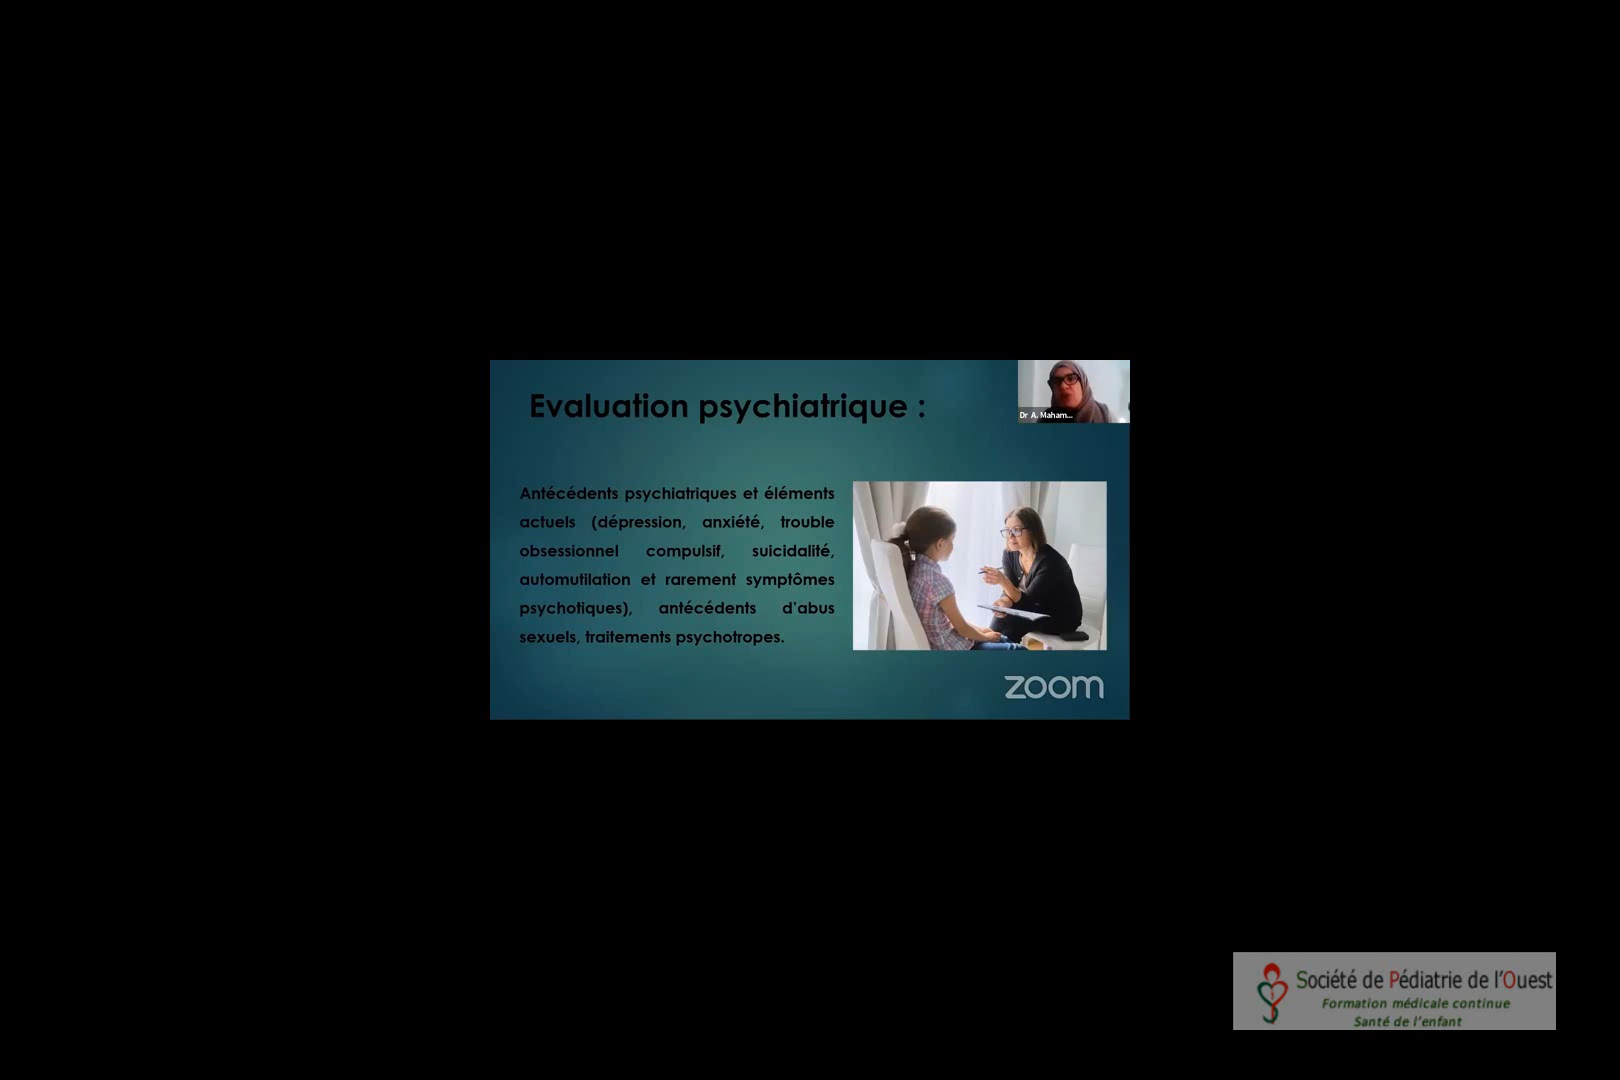 Evaluation psychiatrique :
Dr A. Maham...
Antécédents psychiatriques et éléments
actuels (dépression, anxiété, trouble
obsessionnel compulsif, suicidalité,
automutilation et rarement symptômes
psychotiques), antécédents d'abus
sexuels, traitements psychotropes.
zoom
Société de Pédiatrie de l'Ouest
Formation médicale continue
Santé de l'enfant